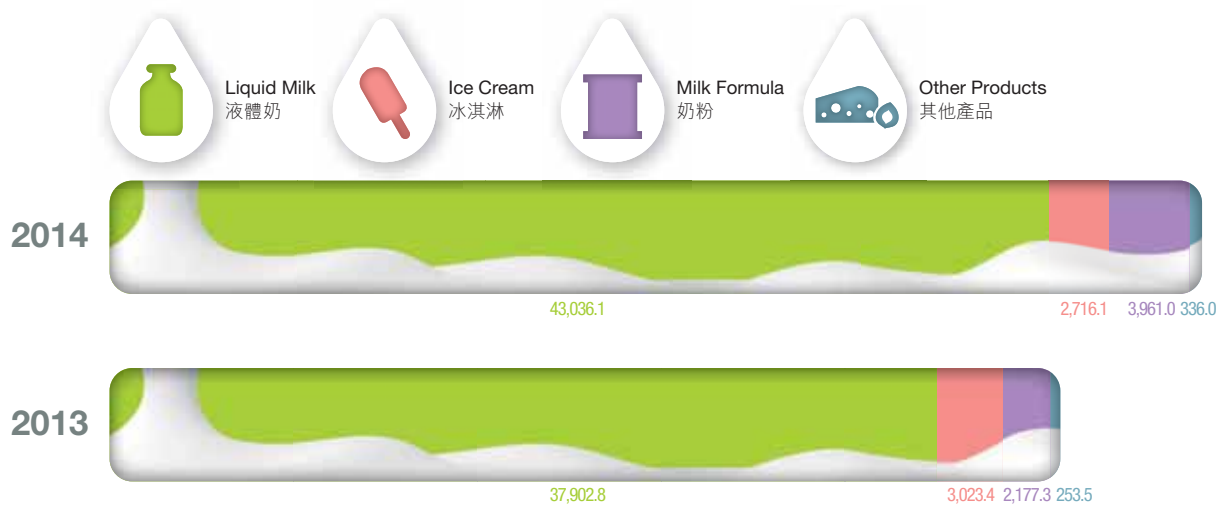 Liquid Milk
液體奶
Ice Cream
冰淇淋
Milk Formula
奶粉
Other Products
其他產品
2014
43,036.1
2,716.1
3,961.0
336.0
2013
37,902.8
3,023.4
2,177.3
253.5